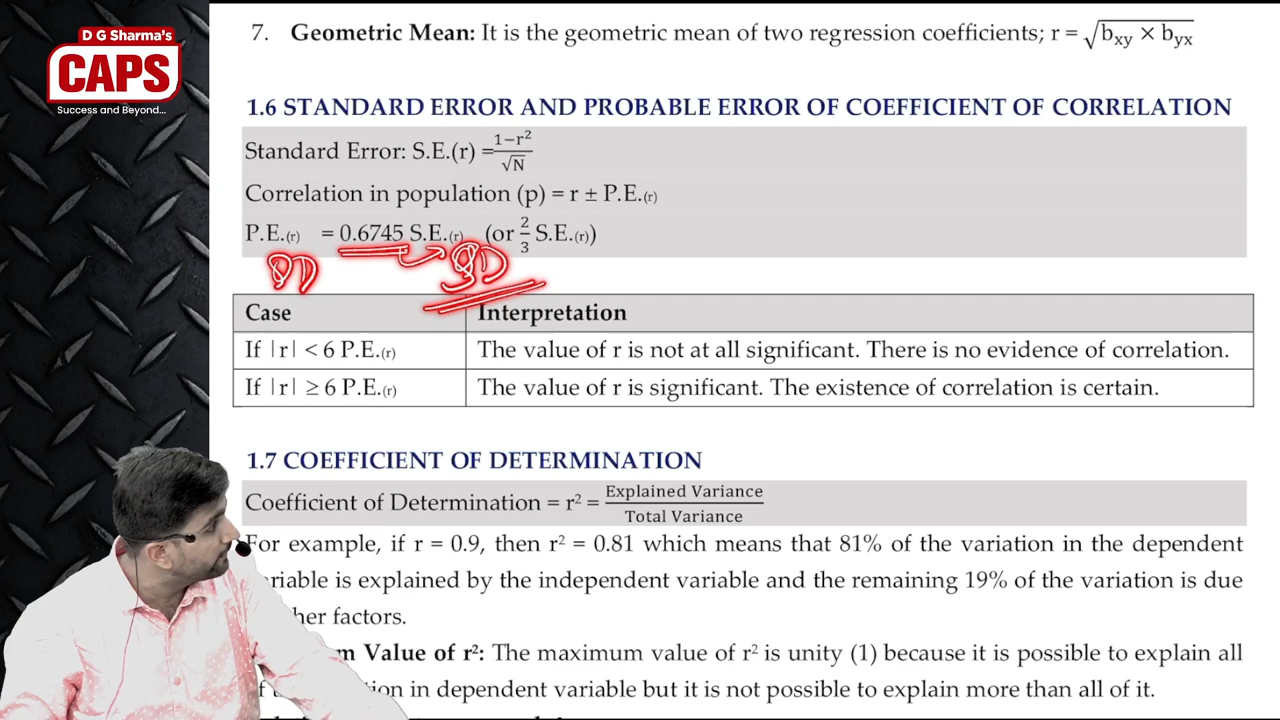 D G Sharma's
CAPS
Success and Beyond...
7. Geometric Mean: It is the geometric mean of two regression coefficients; r = √(bxy × byx)
1.6 STANDARD ERROR AND PROBABLE ERROR OF COEFFICIENT OF CORRELATION
Standard Error: S.E.(r) = (1−r²)/√N
Correlation in population (p) = r ± P.E.(r)
P.E.(r) = 0.6745 S.E.(r) (or 2/3 S.E.(r))
QD
Case Interpretation
If |r| < 6 P.E.(r) The value of r is not at all significant. There is no evidence of correlation.
If |r| ≥ 6 P.E.(r) The value of r is significant. The existence of correlation is certain.
1.7 COEFFICIENT OF DETERMINATION
Coefficient of Determination = r² = Explained Variance / Total Variance
For example, if r = 0.9, then r² = 0.81 which means that 81% of the variation in the dependent
riable is explained by the independent variable and the remaining 19% of the variation is due
her factors.
m Value of r²: The maximum value of r² is unity (1) because it is possible to explain all
ion in dependent variable but it is not possible to explain more than all of it.